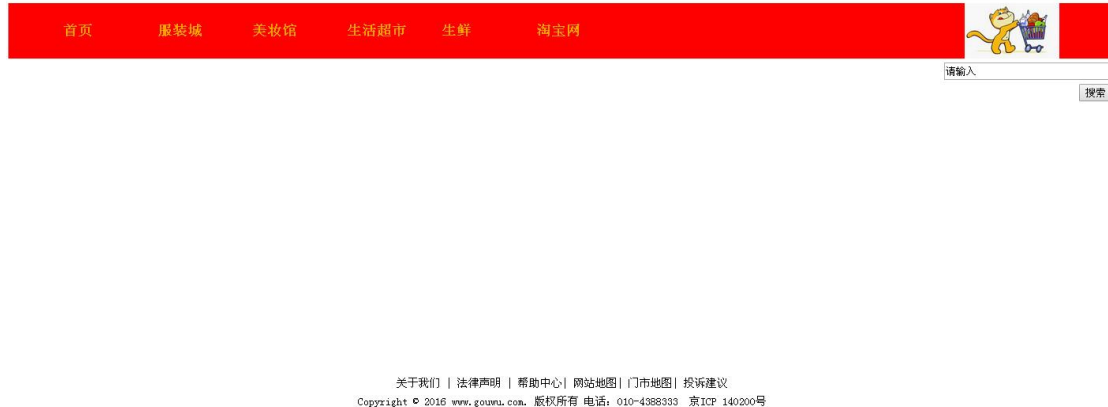 首页 服装城 美妆馆 生活超市 生鲜 淘宝网
请输入
搜索
关于我们 | 法律声明 | 帮助中心| 网站地图| 门市地图| 投诉建议
Copyright © 2016 www.gouwu.com. 版权所有 电话: 010-4388333 京ICP 140200号